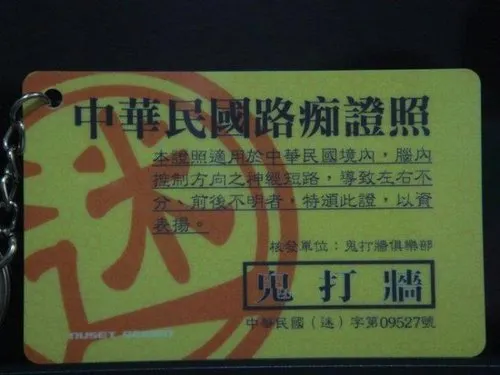 中華民國路痴證照
本證照適用於中華民國境內，腦內
控制方向之神經短路，導致左右不
分、前後不明者，特頒此證，以資
表揚。
核發單位：鬼打牆俱樂部
鬼打牆
中華民國（迷）字第09527號
迷